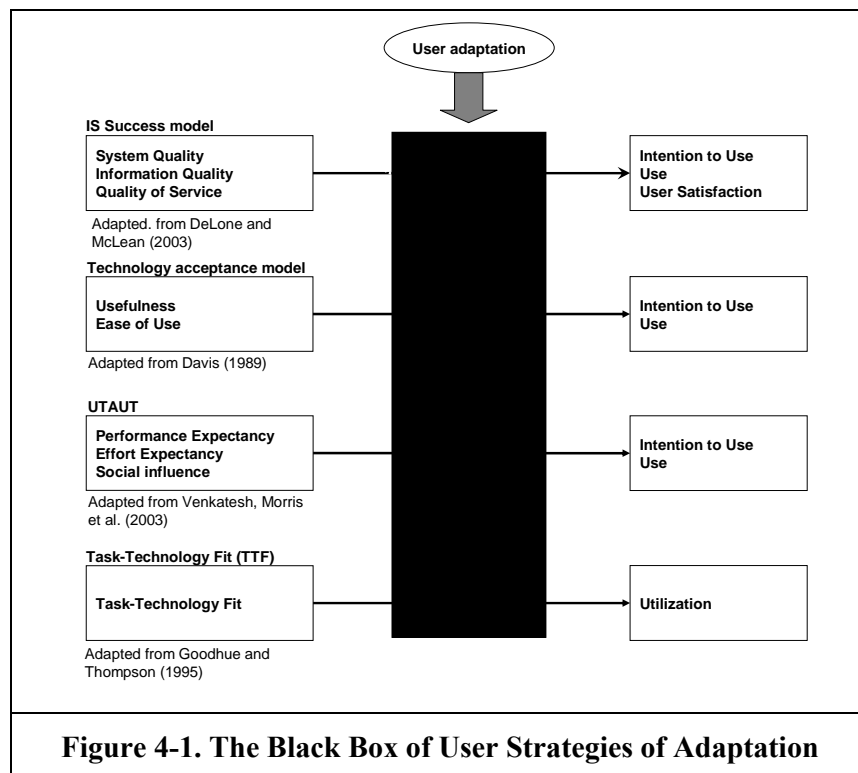 User adaptation
IS Success model
System Quality
Information Quality
Quality of Service
Intention to Use
Use
User Satisfaction
Adapted. from DeLone and
McLean (2003)
Technology acceptance model
Usefulness
Ease of Use
Intention to Use
Use
Adapted from Davis (1989)
UTAUT
Performance Expectancy
Effort Expectancy
Social influence
Intention to Use
Use
Adapted from Venkatesh, Morris
et al. (2003)
Task-Technology Fit (TTF)
Task-Technology Fit
Utilization
Adapted from Goodhue and
Thompson (1995)
Figure 4-1. The Black Box of User Strategies of Adaptation